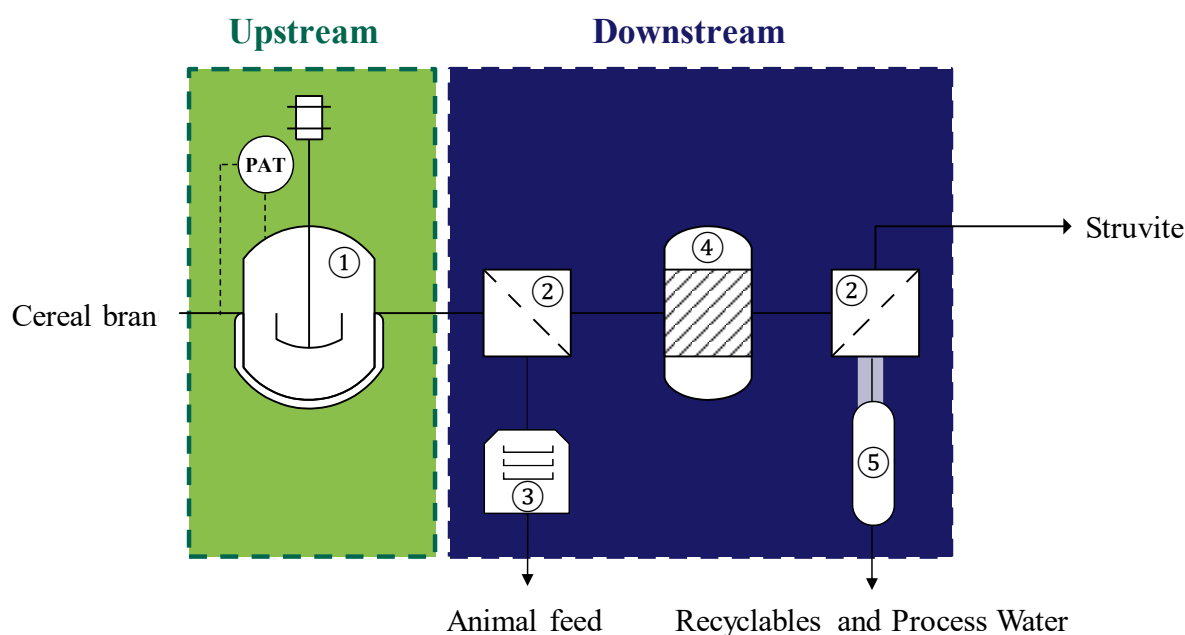 Upstream
Downstream
PAT
④
Struvite
①
②
②
Cereal bran
⑤
③
Animal feed
Recyclables and Process Water